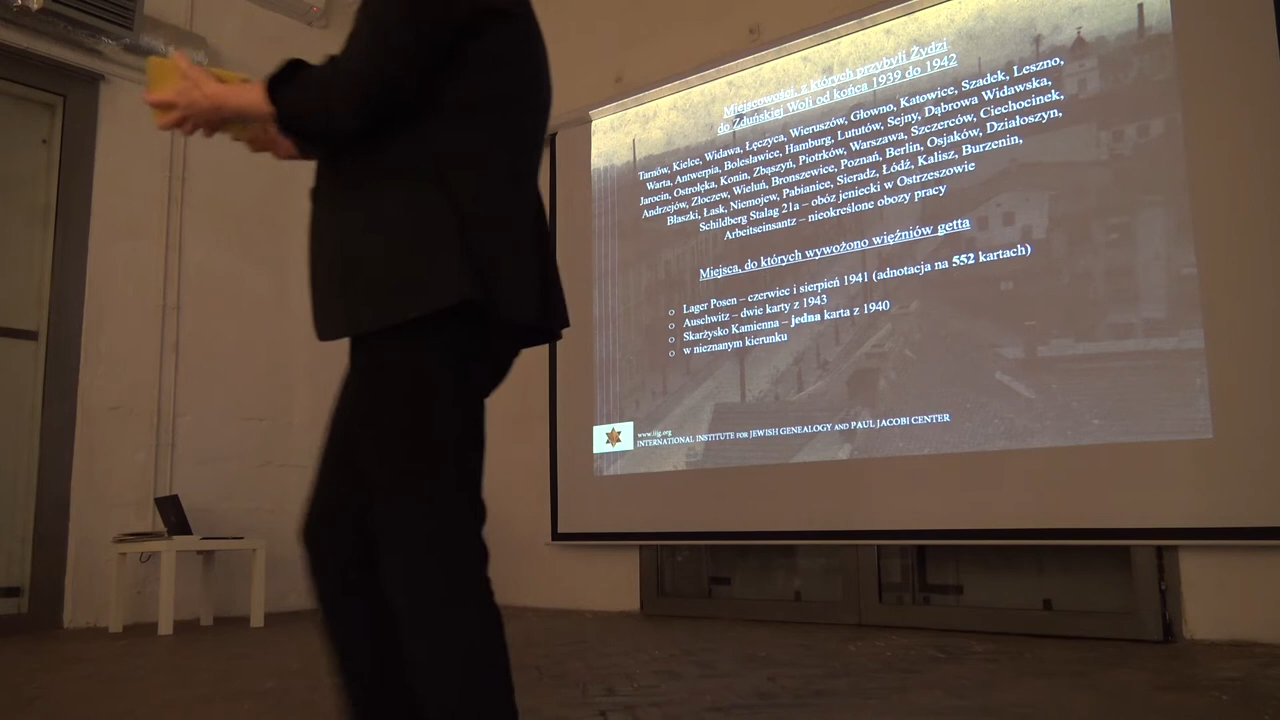 Miejscowości, z których przybyli Żydzi
do Zduńskiej Woli od końca 1939 do 1942
Tarnów, Kielce, Widawa, Łęczyca, Wieruszów, Głowno, Katowice, Szadek, Leszno,
Warta, Antwerpia, Bolesławice, Hamburg, Lututów, Sejny, Dąbrowa Widawska,
Jarocin, Ostrołęka, Konin, Zbąszyń, Piotrków, Warszawa, Szczerców, Ciechocinek,
Andrzejów, Złoczew, Wieluń, Bronszewice, Poznań, Berlin, Osjaków, Działoszyn,
Błaszki, Łask, Niemojew, Pabianice, Sieradz, Łódź, Kalisz, Burzenin,
Schildberg Stalag 21a – obóz jeniecki w Ostrzeszowie
Arbeitseinsantz – nieokreślone obozy pracy
Miejsca, do których wywożono więźniów getta
○ Lager Posen – czerwiec i sierpień 1941 (adnotacja na 552 kartach)
○ Auschwitz – dwie karty z 1943
○ Skarżysko Kamienna – jedna karta z 1940
○ w nieznanym kierunku
www.iijg.org
INTERNATIONAL INSTITUTE FOR JEWISH GENEALOGY AND PAUL JACOBI CENTER